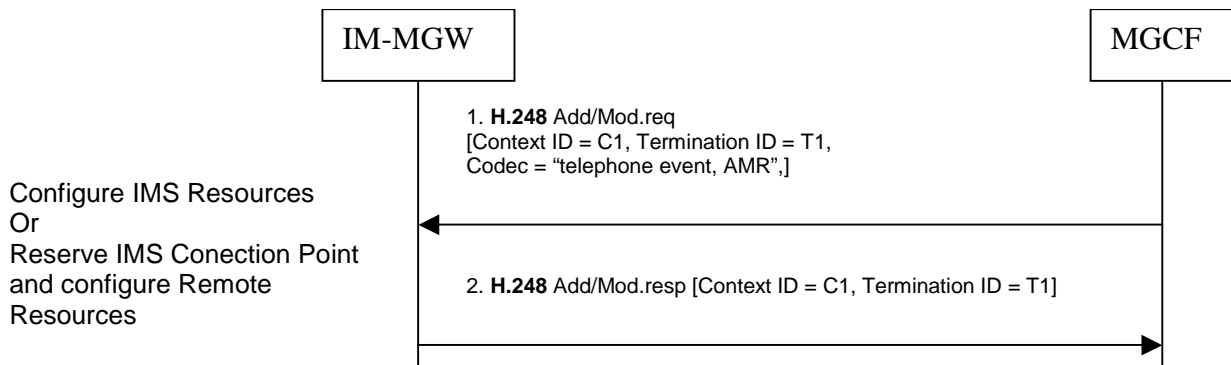 IM-MGW
MGCF
1. H.248 Add/Mod.req
[Context ID = C1, Termination ID = T1,
Codec = “telephone event, AMR”,]
Configure IMS Resources
Or
Reserve IMS Conection Point
and configure Remote
Resources
2. H.248 Add/Mod.resp [Context ID = C1, Termination ID = T1]